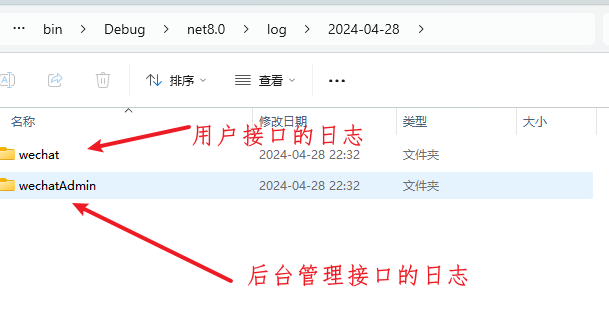 bin > Debug > net8.0 > log > 2024-04-28 >
排序 查看
名称 修改日期 类型 大小
用户接口的日志
wechat 2024-04-28 22:32 文件夹
wechatAdmin 2024-04-28 22:32 文件夹
后台管理接口的日志